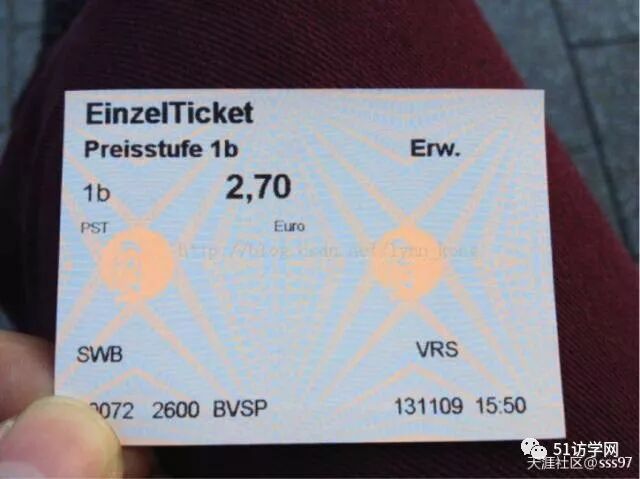 EinzelTicket
Preisstufe 1b Erw.
1b 2,70
PST Euro
SWB VRS
0072 2600 BVSP 131109 15:50
51访学网
天涯社区@sss97